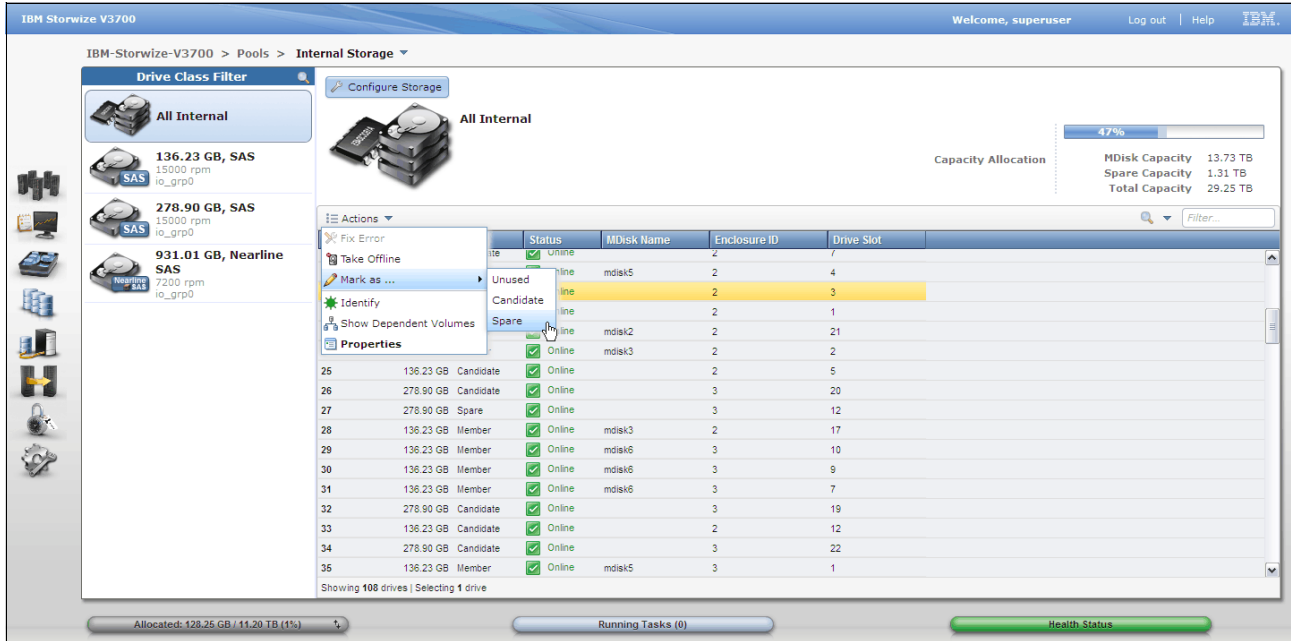 IBM Storwize V3700
Welcome, superuser
Log out | Help
IBM.
IBM-Storwize-V3700 > Pools > Internal Storage
Drive Class Filter
All Internal
136.23 GB, SAS
15000 rpm
io_grp0
SAS
278.90 GB, SAS
15000 rpm
io_grp0
SAS
931.01 GB, Nearline
SAS
7200 rpm
io_grp0
Nearline
SAS
Configure Storage
All Internal
47%
Capacity Allocation
MDisk Capacity 13.73 TB
Spare Capacity 1.31 TB
Total Capacity 29.25 TB
Actions
Filter...
Status MDisk Name Enclosure ID Drive Slot
Fix Error
Take Offline
Mark as ...
Identify
Show Dependent Volumes
Properties
Unused
Candidate
Spare
Online 2 7
mdisk5 2 4
2 3
2 1
mdisk2 2 21
Online mdisk3 2 2
25 136.23 GB Candidate Online 2 5
26 278.90 GB Candidate Online 3 20
27 278.90 GB Spare Online 3 12
28 136.23 GB Member Online mdisk3 2 17
29 136.23 GB Member Online mdisk6 3 10
30 136.23 GB Member Online mdisk6 3 9
31 136.23 GB Member Online mdisk6 3 7
32 278.90 GB Candidate Online 3 19
33 136.23 GB Candidate Online 2 12
34 278.90 GB Candidate Online 3 22
35 136.23 GB Member Online mdisk5 3 1
Showing 108 drives | Selecting 1 drive
Allocated: 128.25 GB / 11.20 TB (1%)
Running Tasks (0)
Health Status